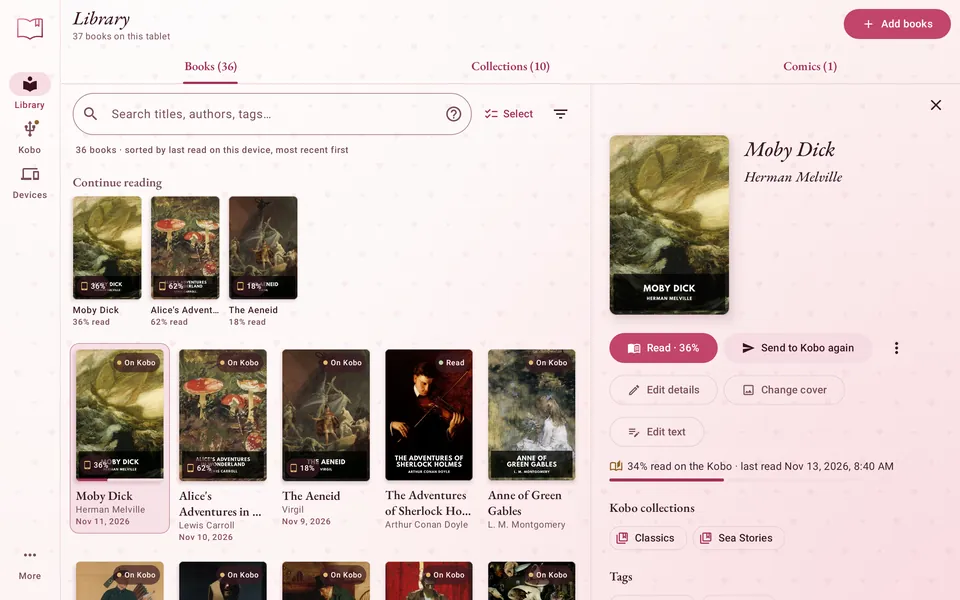 Library
37 books on this tablet
Add books
Books (36)
Collections (10)
Comics (1)
Library
Kobo
Devices
More
Search titles, authors, tags…
Select
36 books · sorted by last read on this device, most recent first
Continue reading
36%
DICK
62%
18%
AENEID
Moby Dick
36% read
Alice's Advent…
62% read
The Aeneid
18% read
On Kobo
On Kobo
On Kobo
Read
On Kobo
36%
MOBY DICK
62%
ALICE'S ADVENTURES
18%
AENEID
VIRGIL
THE ADVENTURES OF
SHERLOCK HOLMES
ARTHUR CONAN DOYLE
ANNE OF
GREEN GABLES
L. M. MONTGOMERY
Moby Dick
Herman Melville
Nov 11, 2026
Alice's
Adventures in …
Lewis Carroll
Nov 10, 2026
The Aeneid
Virgil
Nov 9, 2026
The Adventures
of Sherlock Ho…
Arthur Conan Doyle
Anne of Green
Gables
L. M. Montgomery
On Kobo
On Kobo
On Kobo
On Kobo
On Kobo
MOBY DICK
HERMAN MELVILLE
Moby Dick
Herman Melville
Read · 36%
Send to Kobo again
Edit details
Change cover
Edit text
34% read on the Kobo · last read Nov 13, 2026, 8:40 AM
Kobo collections
Classics
Sea Stories
Tags